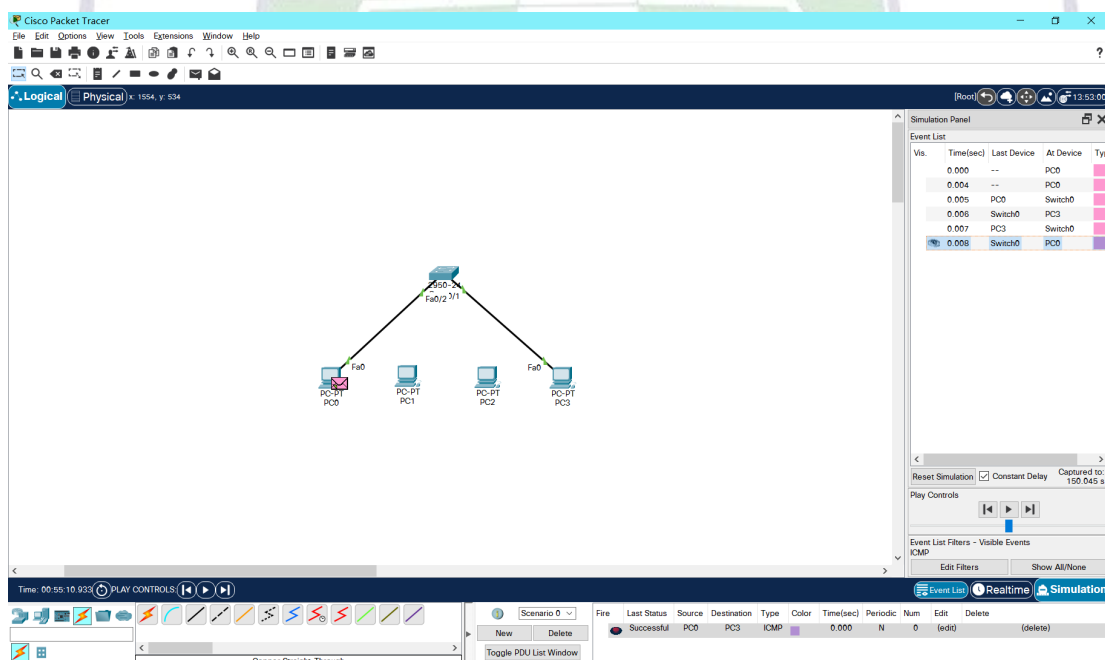 Cisco Packet Tracer
File Edit Options View Tools Extensions Window Help
?
Logical Physical x: 1554, y: 534 [Root] 13:53:00
Simulation Panel
Event List
Vis. Time(sec) Last Device At Device Typ
0.000 -- PC0
0.004 -- PC0
0.005 PC0 Switch0
0.006 Switch0 PC3
0.007 PC3 Switch0
0.008 Switch0 PC0
2950-24
Fa0/2 0/1
Fa0 Fa0
PC-PT PC-PT PC-PT PC-PT
PC0 PC1 PC2 PC3
Reset Simulation Constant Delay Captured to:
150.045 s
Play Controls
Event List Filters - Visible Events
ICMP
Edit Filters Show All/None
Time: 00:55:10.933 PLAY CONTROLS: Event List Realtime Simulation
Scenario 0 Fire Last Status Source Destination Type Color Time(sec) Periodic Num Edit Delete
New Delete Successful PC0 PC3 ICMP 0.000 N 0 (edit) (delete)
Toggle PDU List Window